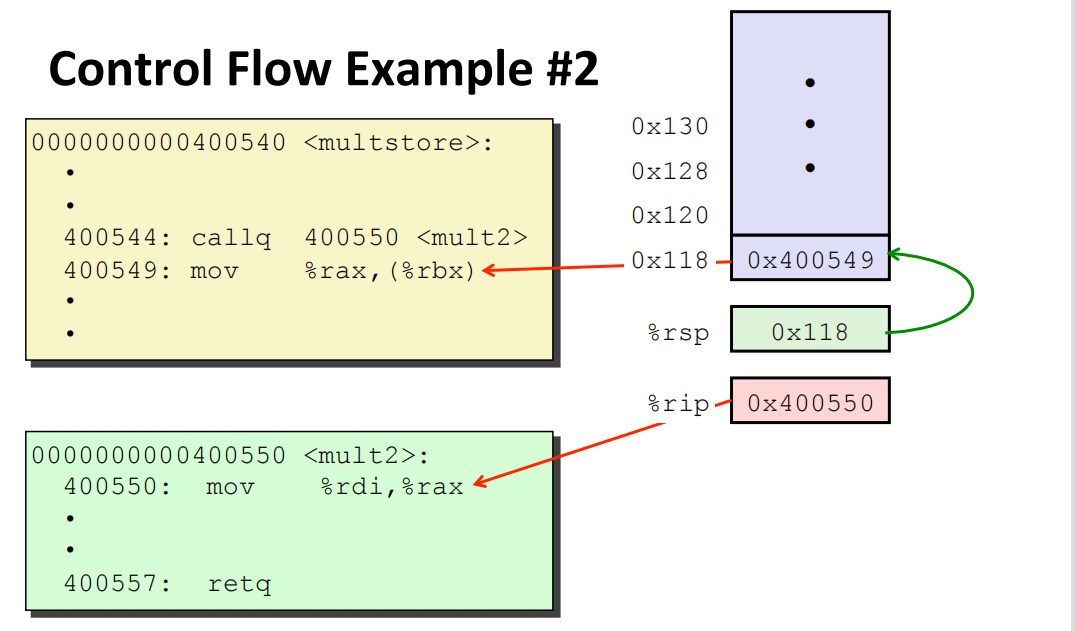 Control Flow Example #2
0000000000400540 <multstore>:
•
•
400544: callq 400550 <mult2>
400549: mov %rax,(%rbx)
•
•
0000000000400550 <mult2>:
400550: mov %rdi,%rax
•
•
400557: retq
•
0x130 •
0x128 •
0x120
0x118 0x400549
%rsp 0x118
%rip 0x400550